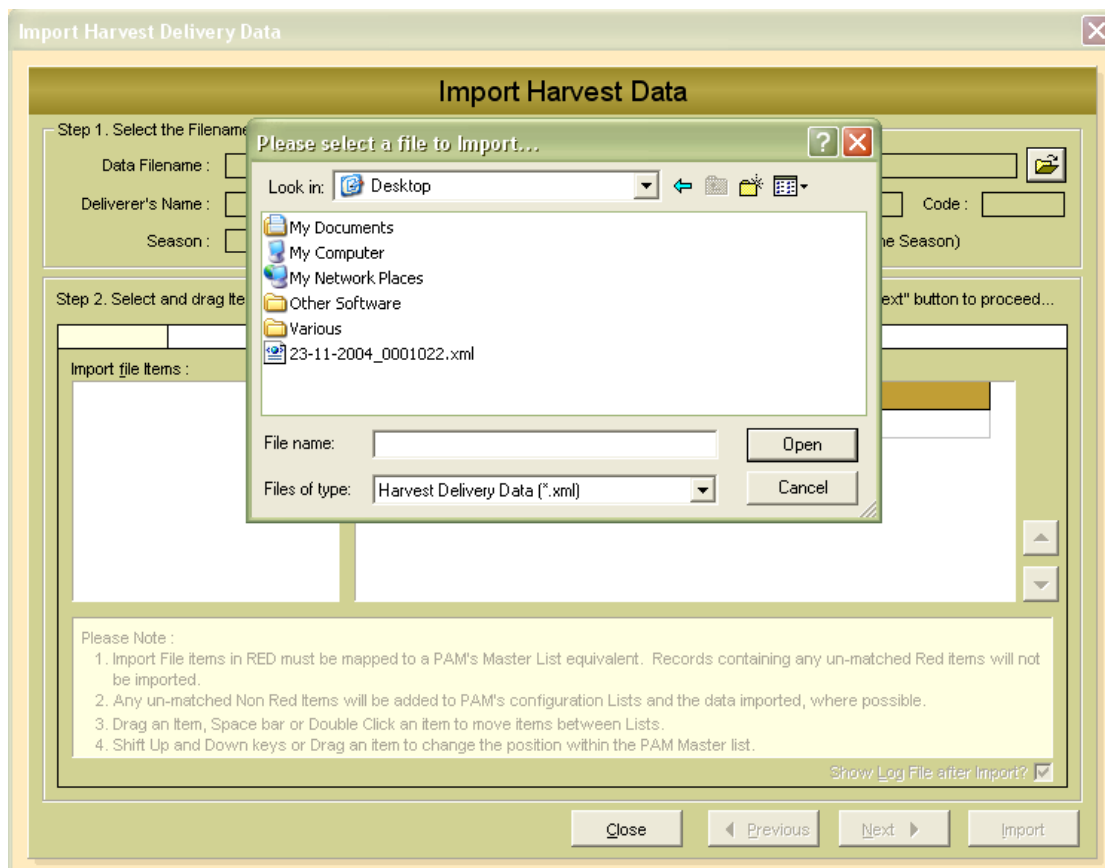 Import Harvest Delivery Data
Import Harvest Data
Step 1. Select the Filename
Data Filename :
Deliverer's Name :
Code :
Season :
Season)
Please select a file to Import...
Look in: Desktop
My Documents
My Computer
My Network Places
Other Software
Various
23-11-2004_0001022.xml
File name:
Open
Files of type: Harvest Delivery Data (*.xml)
Cancel
Step 2. Select and drag
button to proceed...
Import file Items :
Please Note :
1. Import File items in RED must be mapped to a PAM's Master List equivalent. Records containing any un-matched Red items will not
be imported.
2. Any un-matched Non Red Items will be added to PAM's configuration Lists and the data imported, where possible.
3. Drag an Item, Space bar or Double Click an item to move items between Lists.
4. Shift Up and Down keys or Drag an item to change the position within the PAM Master list.
Show Log File after Import?
Close
Previous
Next
Import